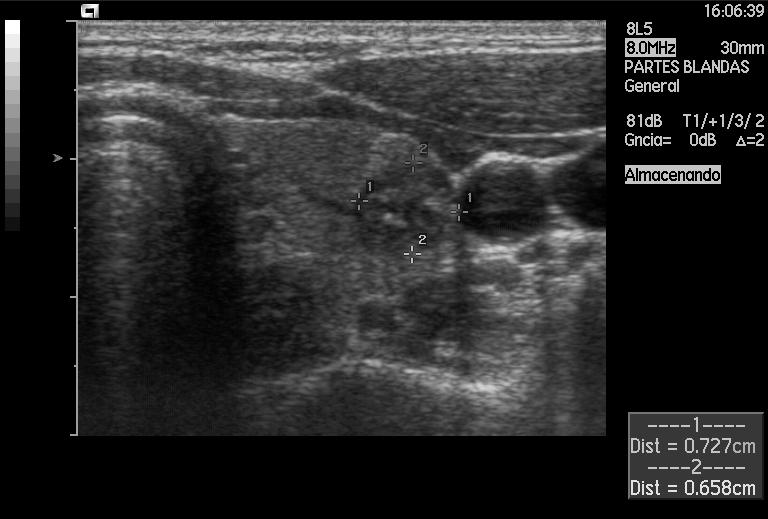 16:06:39
8L5
8.0MHz 30mm
PARTES BLANDAS
General
81dB T1/+1/3/ 2
Gncia= 0dB Δ=2
Almacenando
2
1
1
2
----1----
Dist = 0.727cm
----2----
Dist = 0.658cm